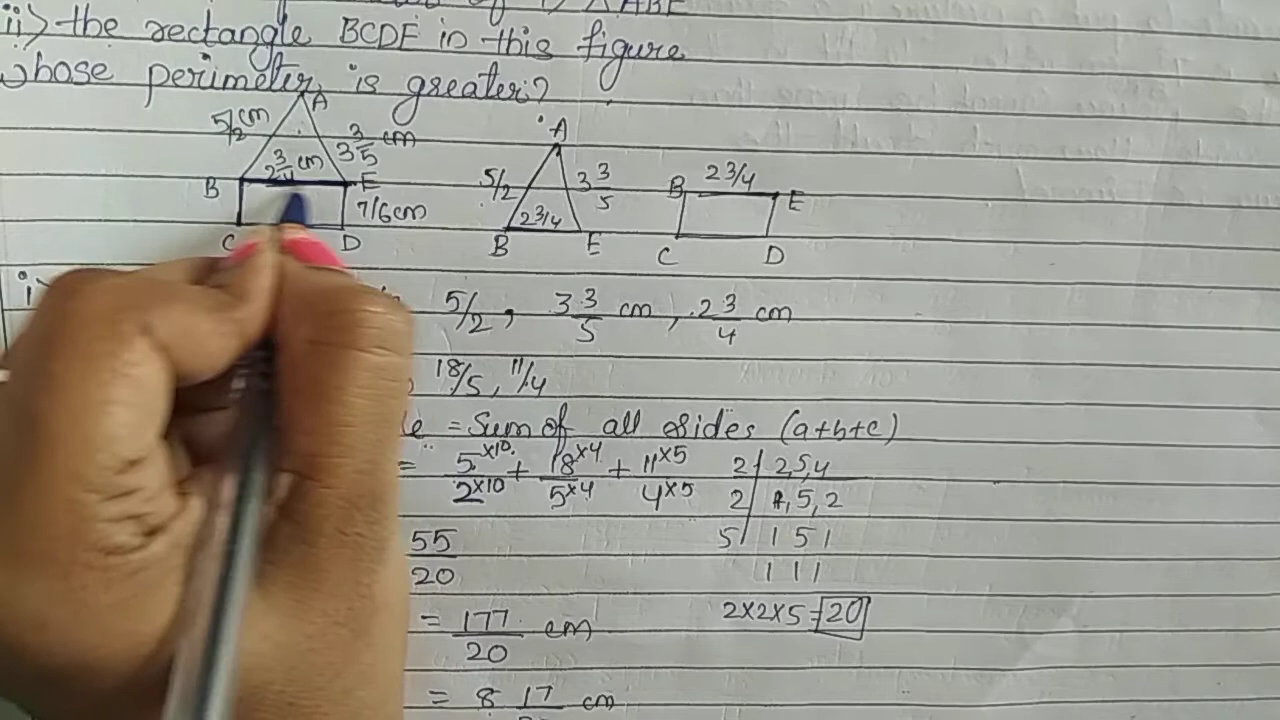 of i) △ABE
ii) the rectangle BCDE in this figure
whose perimeter is greater?
A
5/2 cm
3 3/5 cm
2 3/4 cm
B E
7/6 cm
C D
A
5/2
3 3/5
2 3/4
B E
2 3/4
B E
C D
i)
5/2, 3 3/5 cm, 2 3/4 cm
18/5, 11/4
= Sum of all sides (a+b+c)
= 5×10/2×10 + 18×4/5×4 + 11×5/4×5
2 | 2,5,4
2 | 1,5,2
5 | 1 5 1
1 1 1
2×2×5=20
55/20
= 177/20 cm
= 8 17 cm